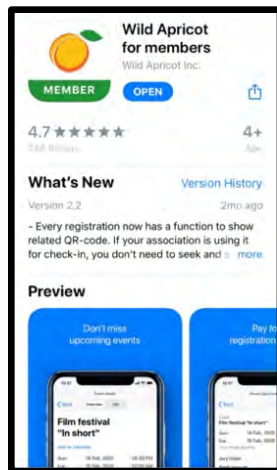 Wild Apricot
for members
Wild Apricot Inc.
MEMBER
OPEN
4.7 ★★★★★
4+
What's New
Version History
Version 2.2
2mo ago
- Every registration now has a function to show
related QR-code. If your association is using it
for check-in, you don't need to seek and s more
Preview
Don't miss
upcoming events
Pay fo
registration
Film festival
"In short"